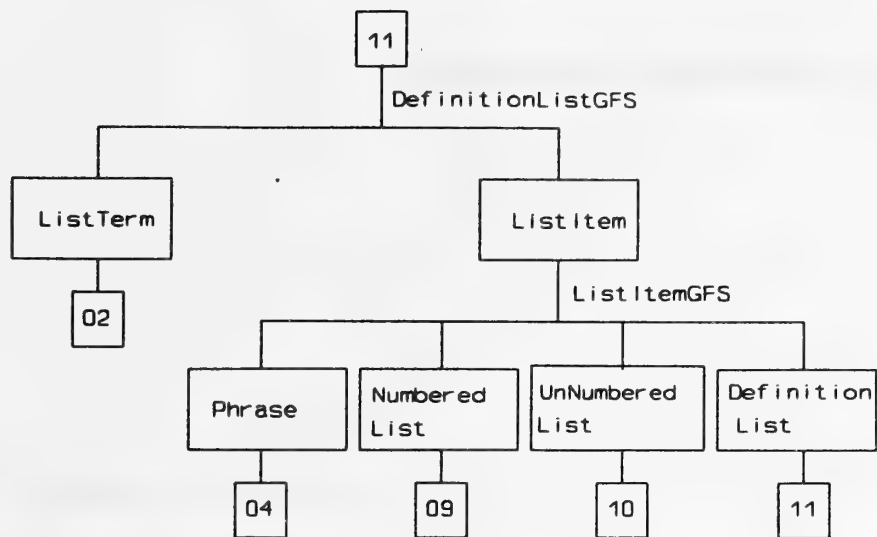 11
DefinitionListGFS
ListTerm
ListItem
02
ListItemGFS
Phrase
Numbered
List
UnNumbered
List
Definition
List
04
09
10
11